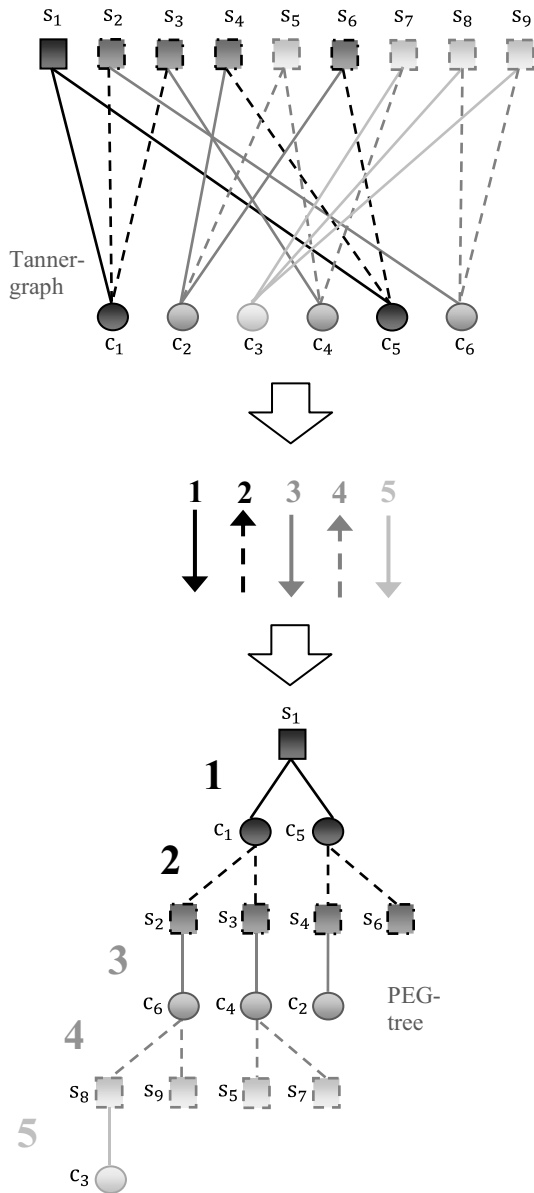 s₁ s₂ s₃ s₄ s₅ s₆ s₇ s₈ s₉
Tanner-
graph
c₁ c₂ c₃ c₄ c₅ c₆
1 2 3 4 5
s₁
1
c₁ c₅
2
s₂ s₃ s₄ s₆
3
c₆ c₄ c₂
PEG-
tree
4
s₈ s₉ s₅ s₇
5
c₃